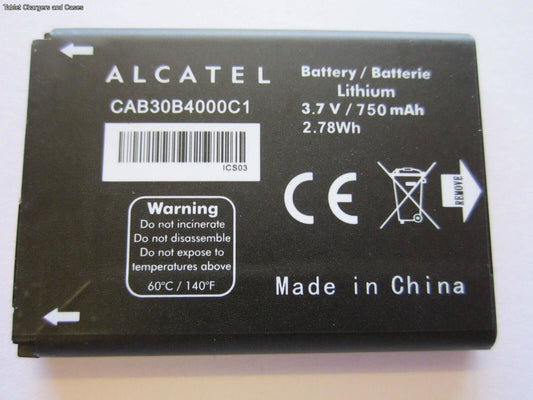 Tablet Chargers and Cases
ALCATEL
CAB30B4000C1
ICS03
Battery / Batterie
Lithium
3.7 V / 750 mAh
2.78Wh
Warning
Do not incinerate
Do not disassemble
Do not expose to
temperatures above
60°C / 140°F
CE
REMOVE
Made in China